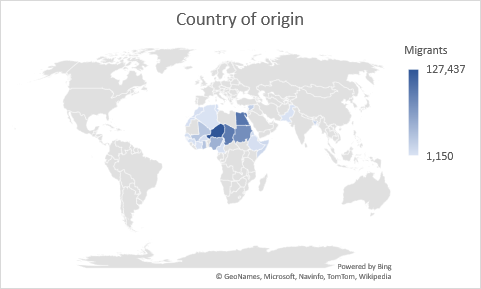 Country of origin
Migrants
127,437
1,150
Powered by Bing
© GeoNames, Microsoft, Navinfo, TomTom, Wikipedia